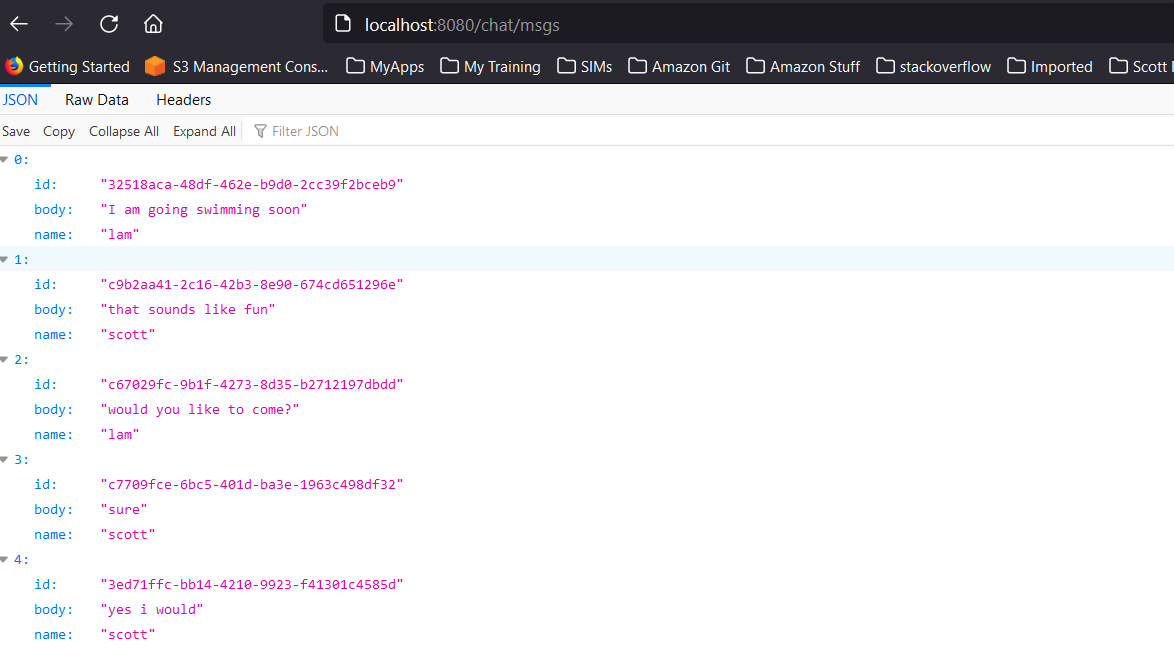 localhost:8080/chat/msgs
Getting Started S3 Management Cons... MyApps My Training SIMs Amazon Git Amazon Stuff stackoverflow Imported Scott
JSON Raw Data Headers
Save Copy Collapse All Expand All Filter JSON
0:
id: "32518aca-48df-462e-b9d0-2cc39f2bceb9"
body: "I am going swimming soon"
name: "lam"
1:
id: "c9b2aa41-2c16-42b3-8e90-674cd651296e"
body: "that sounds like fun"
name: "scott"
2:
id: "c67029fc-9b1f-4273-8d35-b2712197dbdd"
body: "would you like to come?"
name: "lam"
3:
id: "c7709fce-6bc5-401d-ba3e-1963c498df32"
body: "sure"
name: "scott"
4:
id: "3ed71ffc-bb14-4210-9923-f41301c4585d"
body: "yes i would"
name: "scott"